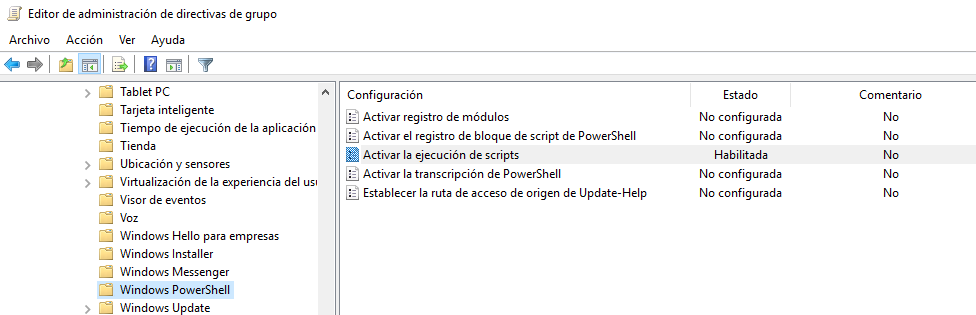 Editor de administración de directivas de grupo
Archivo Acción Ver Ayuda
Tablet PC
Tarjeta inteligente
Tiempo de ejecución de la aplicación
Tienda
Ubicación y sensores
Virtualización de la experiencia del usu
Visor de eventos
Voz
Windows Hello para empresas
Windows Installer
Windows Messenger
Windows PowerShell
Windows Update
Configuración Estado Comentario
Activar registro de módulos No configurada No
Activar el registro de bloque de script de PowerShell No configurada No
Activar la ejecución de scripts Habilitada No
Activar la transcripción de PowerShell No configurada No
Establecer la ruta de acceso de origen de Update-Help No configurada No